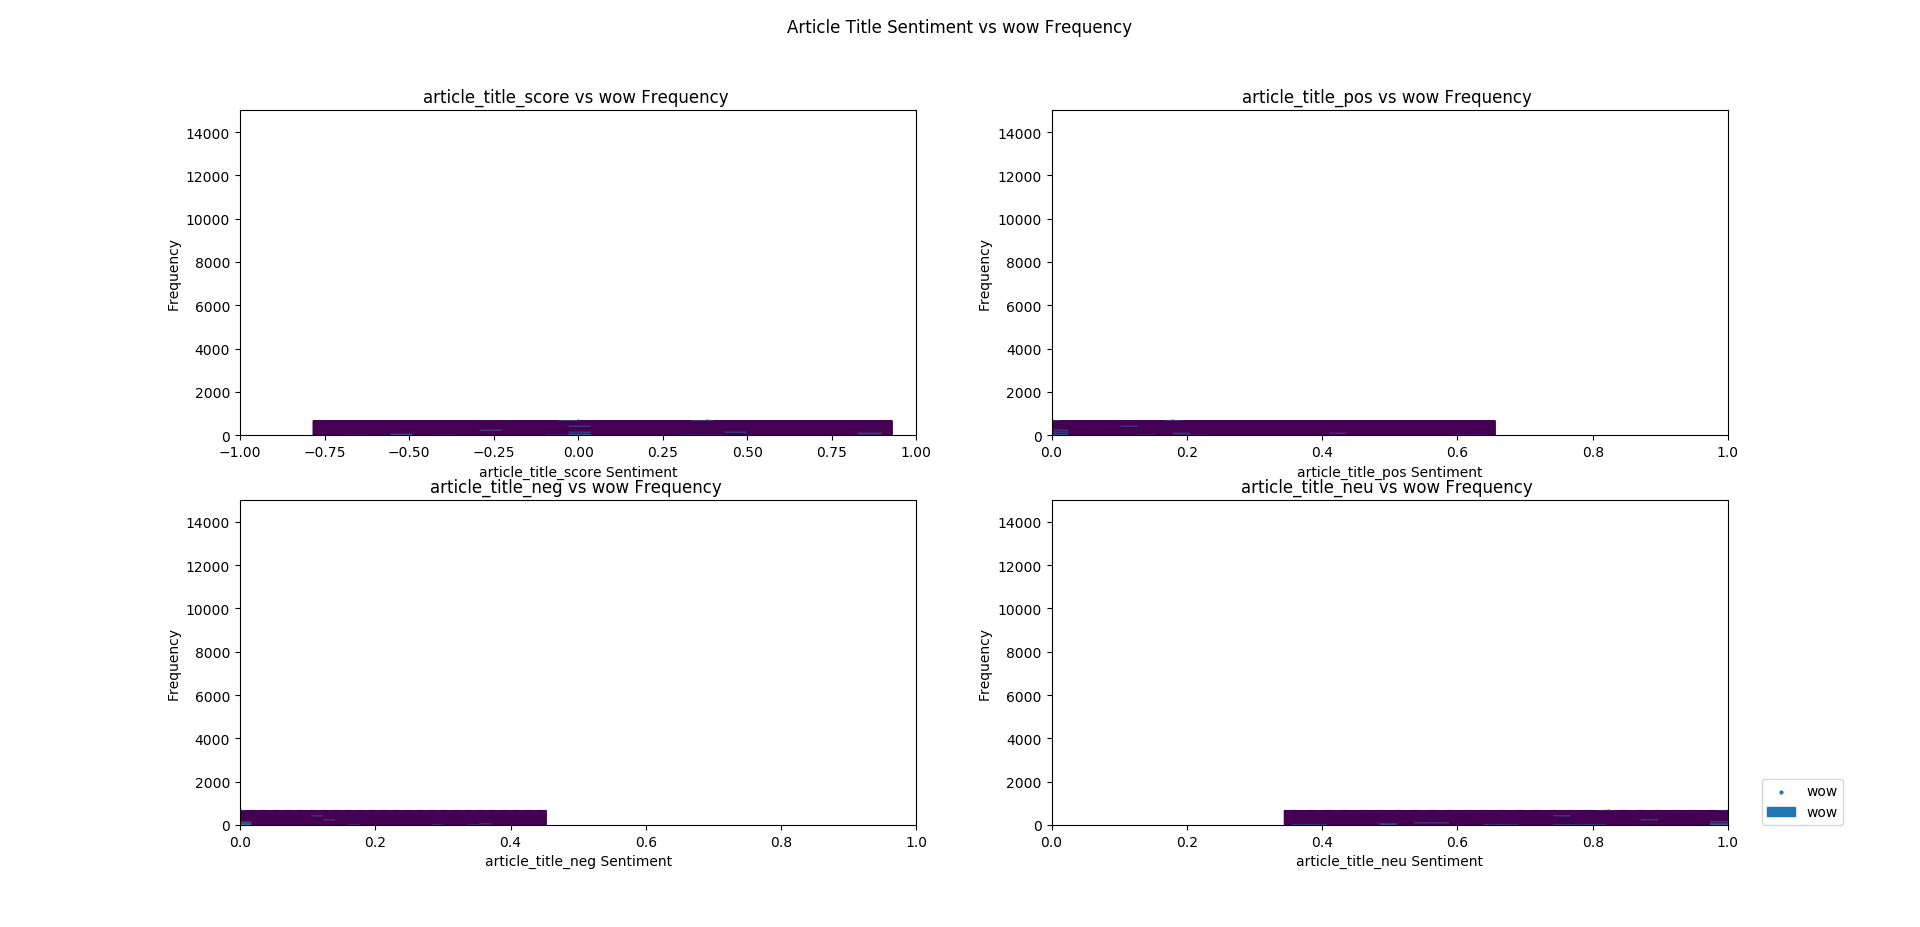 Article Title Sentiment vs wow Frequency
article_title_score vs wow Frequency
14000
12000
10000
8000
6000
4000
2000
0
Frequency
−1.00 −0.75 −0.50 −0.25 0.00 0.25 0.50 0.75 1.00
article_title_score Sentiment
article_title_pos vs wow Frequency
14000
12000
10000
8000
6000
4000
2000
0
Frequency
0.0 0.2 0.4 0.6 0.8 1.0
article_title_pos Sentiment
article_title_neg vs wow Frequency
14000
12000
10000
8000
6000
4000
2000
0
Frequency
0.0 0.2 0.4 0.6 0.8 1.0
article_title_neg Sentiment
article_title_neu vs wow Frequency
14000
12000
10000
8000
6000
4000
2000
0
Frequency
0.0 0.2 0.4 0.6 0.8 1.0
article_title_neu Sentiment
wow
wow